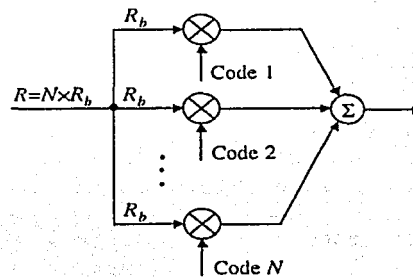 R_b
Code 1
R=N×R_b R_b
Σ
Code 2
R_b
Code N